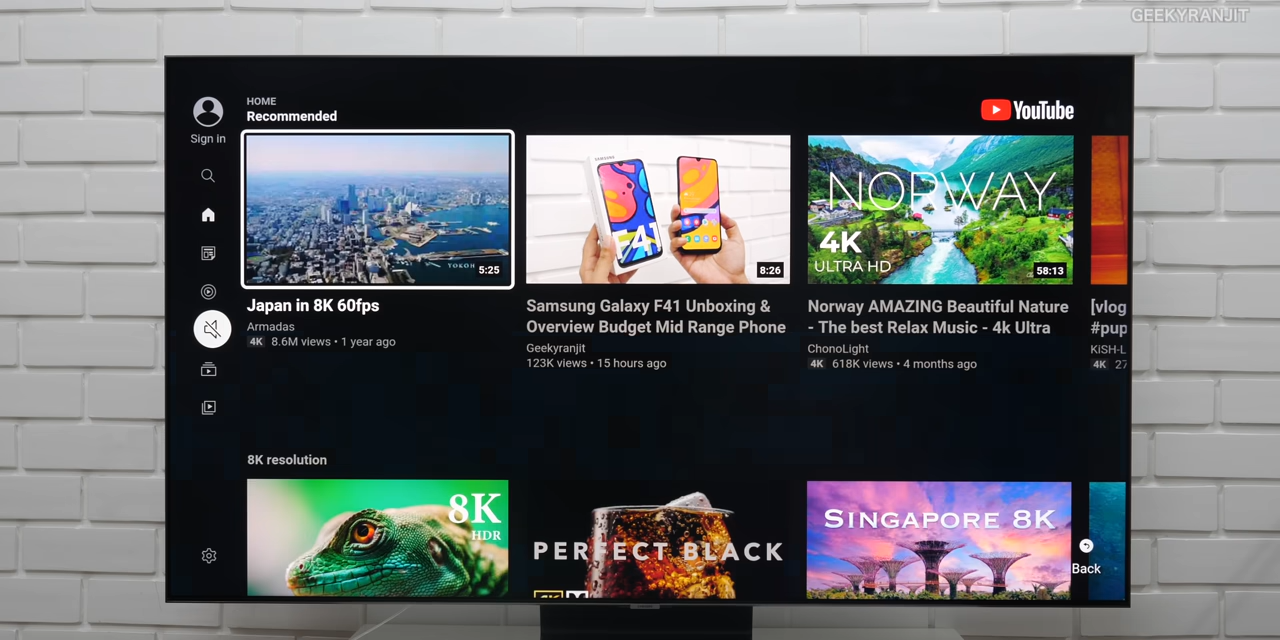 GEEKYRANJIT
HOME
Recommended
YouTube
Sign in
YOKOH
5:25
SAMSUNG
F41
8:26
NORWAY
4K
ULTRA HD
58:13
Japan in 8K 60fps
Armadas
4K 8.6M views • 1 year ago
Samsung Galaxy F41 Unboxing &
Overview Budget Mid Range Phone
Geekyranjit
123K views • 15 hours ago
Norway AMAZING Beautiful Nature
- The best Relax Music - 4k Ultra
ChonoLight
4K 618K views • 4 months ago
[vlog
#pup
KiSH-L
4K 27
8K resolution
8K
HDR
PERFECT BLACK
SINGAPORE 8K
Back